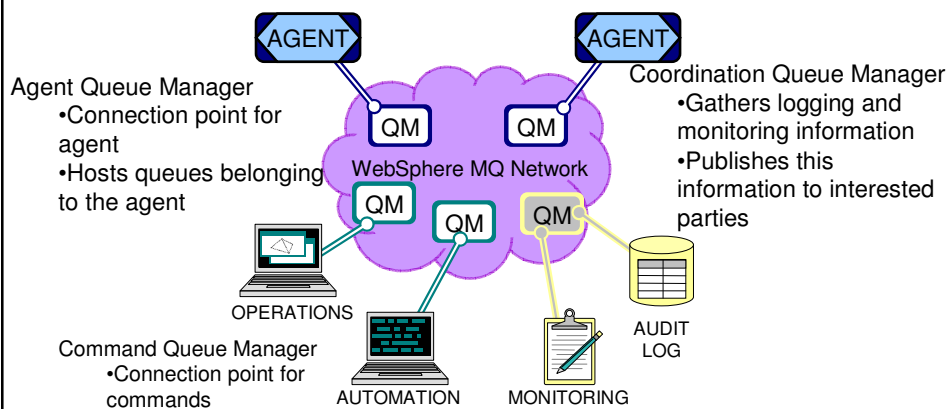 AGENT
AGENT
Agent Queue Manager
•Connection point for
agent
•Hosts queues belonging
to the agent
Coordination Queue Manager
•Gathers logging and
monitoring information
•Publishes this
information to interested
parties
QM
QM
WebSphere MQ Network
QM
QM
QM
OPERATIONS
Command Queue Manager
•Connection point for
commands
AUTOMATION
MONITORING
AUDIT
LOG